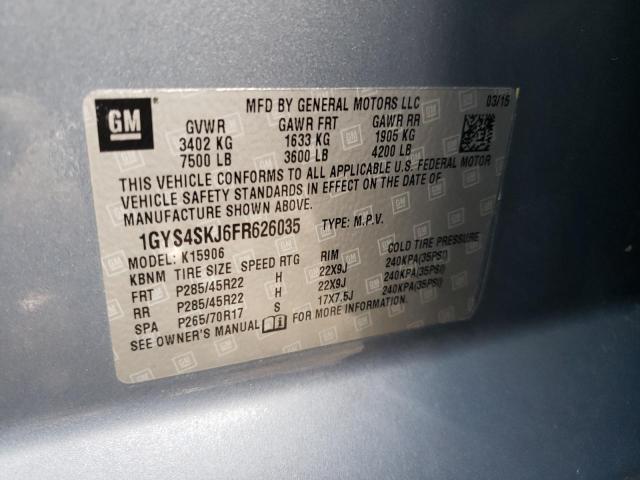 GM
MFD BY GENERAL MOTORS LLC 03/15
GVWR GAWR FRT GAWR RR
3402 KG 1633 KG 1905 KG
7500 LB 3600 LB 4200 LB
THIS VEHICLE CONFORMS TO ALL APPLICABLE U.S. FEDERAL MOTOR
VEHICLE SAFETY STANDARDS IN EFFECT ON THE DATE OF
MANUFACTURE SHOWN ABOVE.
1GYS4SKJ6FR626035 TYPE: M.P.V.
MODEL: K15906
KBNM TIRE SIZE SPEED RTG RIM COLD TIRE PRESSURE
FRT P285/45R22 H 22X9J 240KPA(35PSI)
RR P285/45R22 H 22X9J 240KPA(35PSI)
SPA P265/70R17 S 17X7.5J 240KPA(35PSI)
SEE OWNER'S MANUAL FOR MORE INFORMATION.